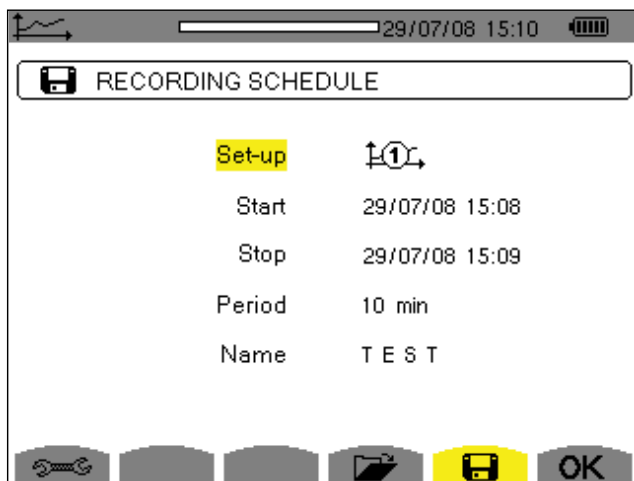 29/07/08 15:10
RECORDING SCHEDULE
Set-up 1
Start 29/07/08 15:08
Stop 29/07/08 15:09
Period 10 min
Name T E S T
OK